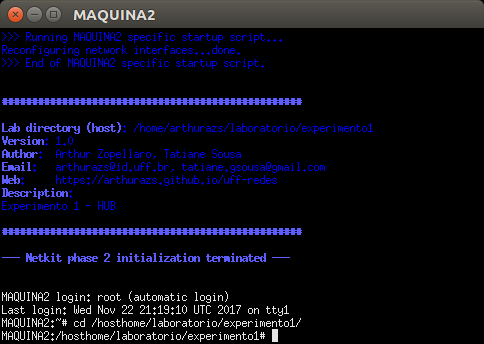 MAQUINA2
>>> Running MAQUINA2 specific startup script...
Reconfiguring network interfaces...done.
>>> End of MAQUINA2 specific startup script.
##################################################
Lab directory (host): /home/arthurazs/laboratorio/experimento1
Version: 1.0
Author: Arthur Zopellaro, Tatiane Sousa
Email: arthurazs@id.uff.br, tatiane.gsousa@gmail.com
Web: https://arthurazs.github.io/uff-redes
Description:
Experimento 1 - HUB
##################################################
--- Netkit phase 2 initialization terminated ---
MAQUINA2 login: root (automatic login)
Last login: Wed Nov 22 21:19:10 UTC 2017 on tty1
MAQUINA2:~# cd /hosthome/laboratorio/experimento1/
MAQUINA2:/hosthome/laboratorio/experimento1#